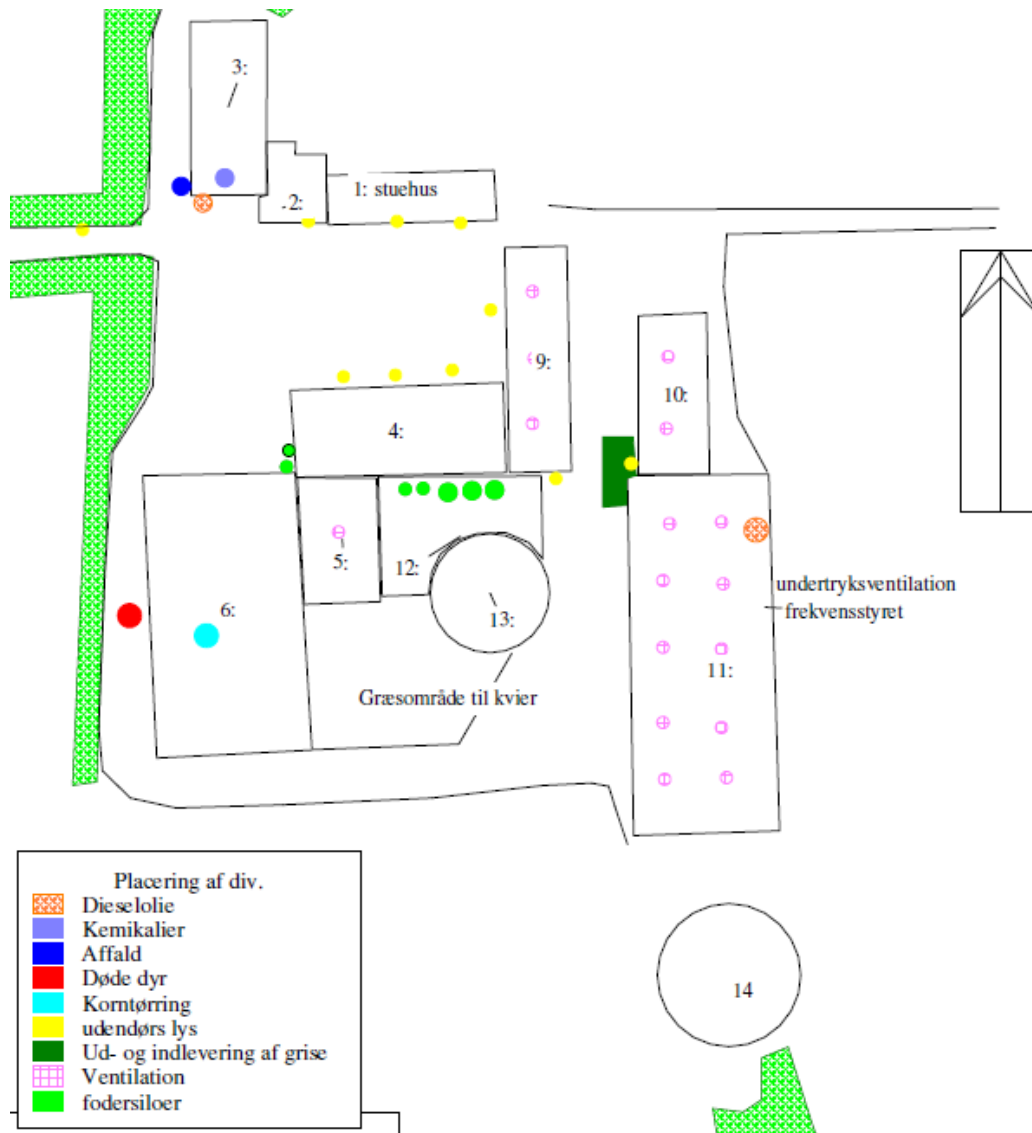 3:
2:
1: stuehus
9:
10:
4:
5:
12:
6:
13:
undertryksventilation
frekvensstyret
11:
Græsområde til kvier
14
Placering af div.
Dieselolie
Kemikalier
Affald
Døde dyr
Korntørring
udendørs lys
Ud- og indlevering af grise
Ventilation
fodersiloer